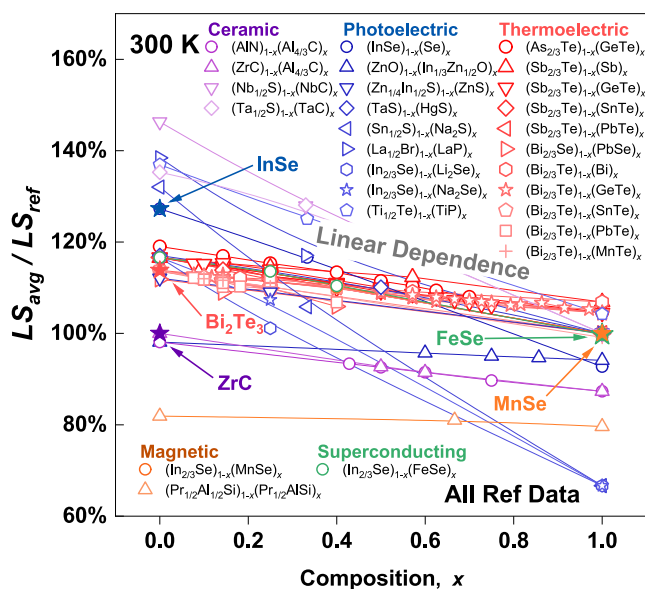 300 K
Ceramic
(AlN)1-x(Al4/3C)x
(ZrC)1-x(Al4/3C)x
(Nb1/2S)1-x(NbC)x
(Ta1/2S)1-x(TaC)x
Photoelectric
(InSe)1-x(Se)x
(ZnO)1-x(In1/3Zn1/2O)x
(Zn1/4In1/2S)1-x(ZnS)x
(TaS)1-x(HgS)x
(Sn1/2S)1-x(Na2S)x
(La1/2Br)1-x(LaP)x
(In2/3Se)1-x(Li2Se)x
(In2/3Se)1-x(Na2Se)x
(Ti1/2Te)1-x(TiP)x
Thermoelectric
(As2/3Te)1-x(GeTe)x
(Sb2/3Te)1-x(Sb)x
(Sb2/3Te)1-x(GeTe)x
(Sb2/3Te)1-x(SnTe)x
(Sb2/3Te)1-x(PbTe)x
(Bi2/3Se)1-x(PbSe)x
(Bi2/3Te)1-x(Bi)x
(Bi2/3Te)1-x(GeTe)x
(Bi2/3Te)1-x(SnTe)x
(Bi2/3Te)1-x(PbTe)x
(Bi2/3Te)1-x(MnTe)x
160%
140%
120%
100%
80%
60%
LSavg / LSref
InSe
Linear Dependence
Bi2Te3
FeSe
ZrC
MnSe
Magnetic
(In2/3Se)1-x(MnSe)x
(Pr1/2Al1/2Si)1-x(Pr1/2AlSi)x
Superconducting
(In2/3Se)1-x(FeSe)x
All Ref Data
0.0 0.2 0.4 0.6 0.8 1.0
Composition, x